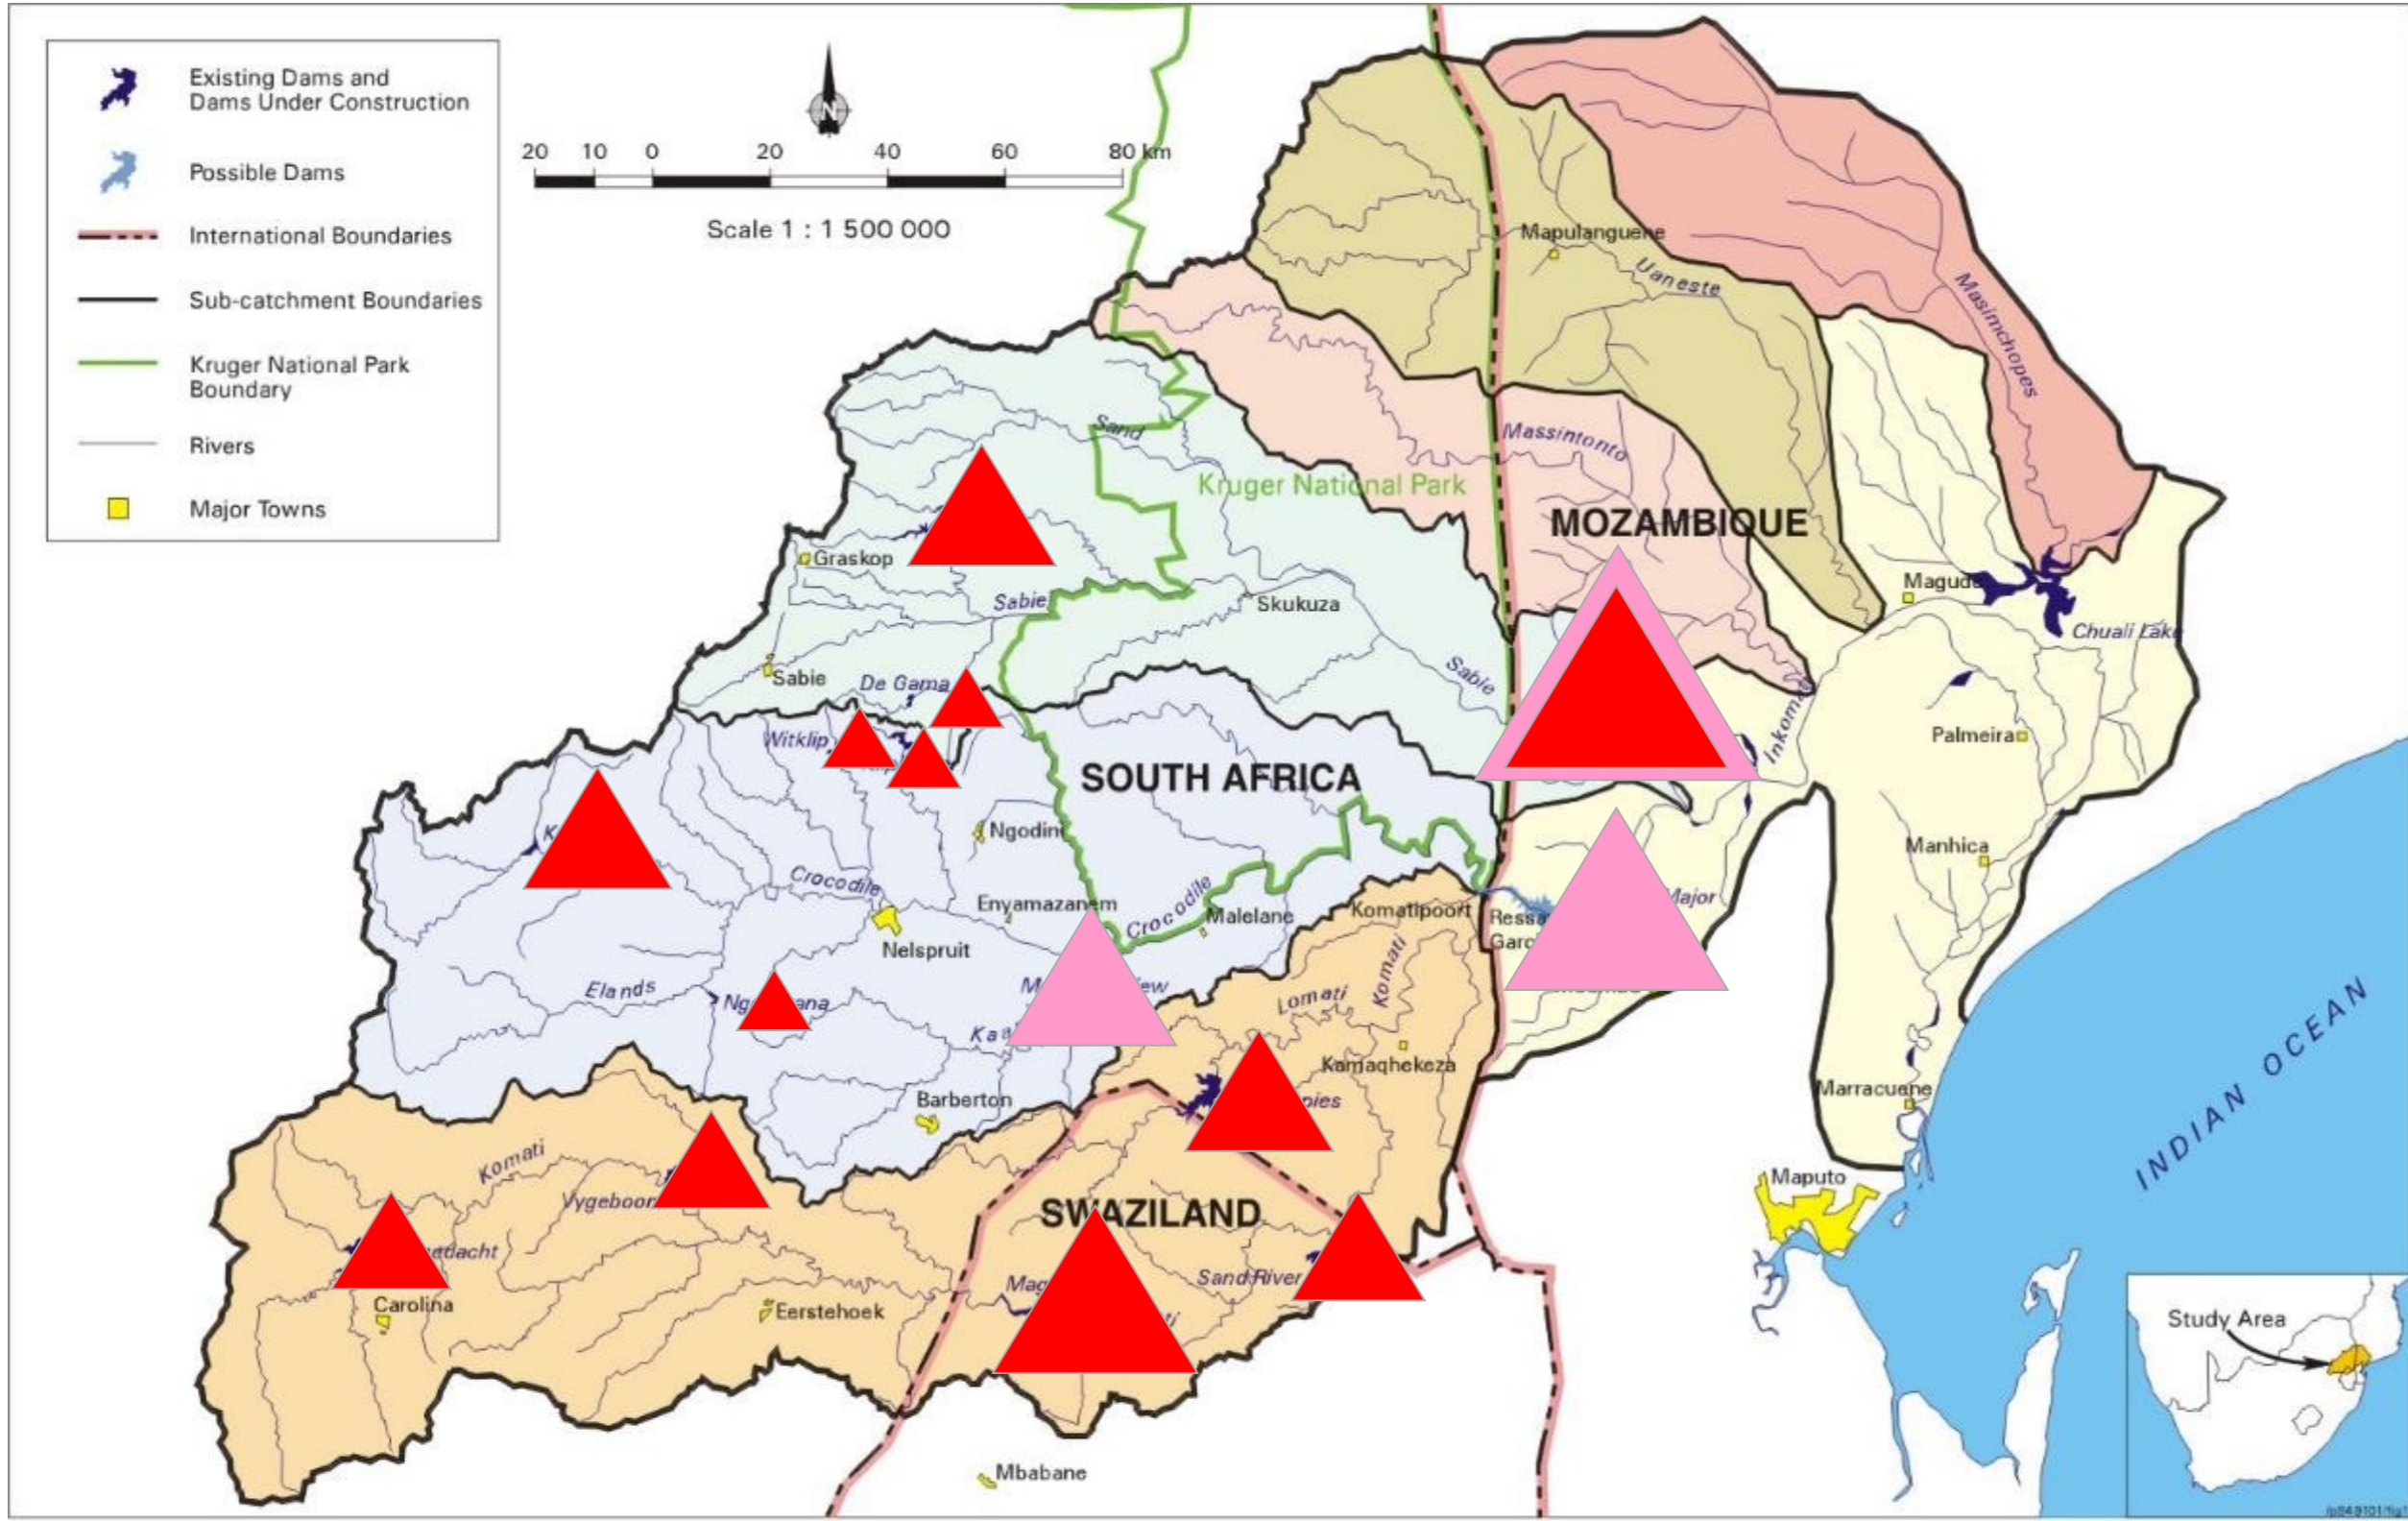 Existing Dams and
Dams Under Construction
Possible Dams
International Boundaries
Sub-catchment Boundaries
Kruger National Park
Boundary
Rivers
Major Towns
N
20 10 0 20 40 60 80 km
Scale 1 : 1 500 000
Mapulanguene
Uaneste
Masimchopes
Sand
Massintonto
Kruger National Park
MOZAMBIQUE
Graskop
Sabie
Skukuza
Magude
Chuali Lake
Sabie
De Gama
Sabie
Inkoma
Palmeira
Witklip
SOUTH AFRICA
Ngodini
Manhica
Crocodile
Enyamazanem
Crocodile
Malelane
Komatipoort
Major
Nelspruit
Komati
Elands
Lomati
INDIAN OCEAN
Kamaqhekeza
Barberton
Marracuene
Komati
Maputo
SWAZILAND
Sand River
Carolina
Eerstehoek
Study Area
Mbabane